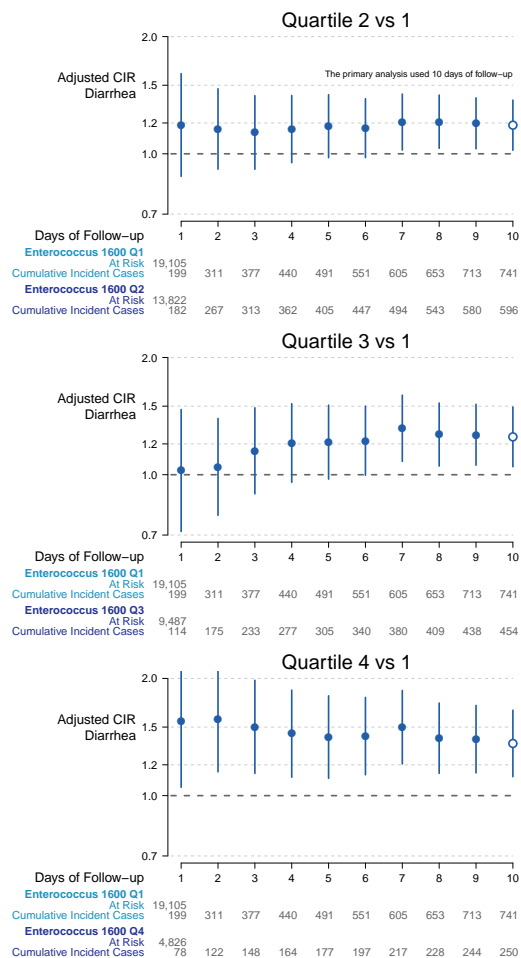 Quartile 2 vs 1
2.0
Adjusted CIR
Diarrhea
The primary analysis used 10 days of follow−up
1.5
1.2
1.0
0.7
Days of Follow−up 1 2 3 4 5 6 7 8 9 10
Enterococcus 1600 Q1
At Risk 19,105
Cumulative Incident Cases 199 311 377 440 491 551 605 653 713 741
Enterococcus 1600 Q2
At Risk 13,822
Cumulative Incident Cases 182 267 313 362 405 447 494 543 580 596
Quartile 3 vs 1
2.0
Adjusted CIR
Diarrhea
1.5
1.2
1.0
0.7
Days of Follow−up 1 2 3 4 5 6 7 8 9 10
Enterococcus 1600 Q1
At Risk 19,105
Cumulative Incident Cases 199 311 377 440 491 551 605 653 713 741
Enterococcus 1600 Q3
At Risk 9,487
Cumulative Incident Cases 114 175 233 277 305 340 380 409 438 454
Quartile 4 vs 1
2.0
Adjusted CIR
Diarrhea
1.5
1.2
1.0
0.7
Days of Follow−up 1 2 3 4 5 6 7 8 9 10
Enterococcus 1600 Q1
At Risk 19,105
Cumulative Incident Cases 199 311 377 440 491 551 605 653 713 741
Enterococcus 1600 Q4
At Risk 4,826
Cumulative Incident Cases 78 122 148 164 177 197 217 228 244 250